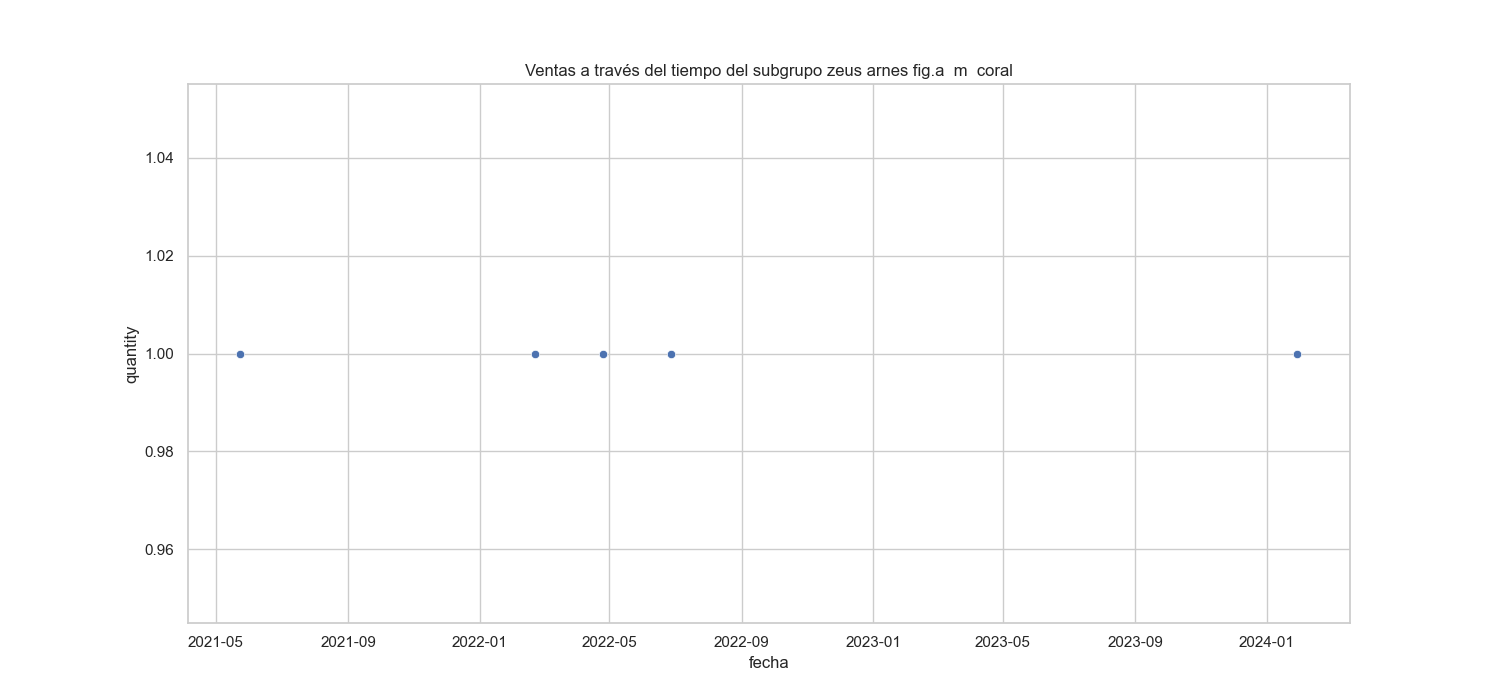 Ventas a través del tiempo del subgrupo zeus arnes fig.a  m  coral
1.04
1.02
1.00
0.98
0.96
quantity
2021-05 2021-09 2022-01 2022-05 2022-09 2023-01 2023-05 2023-09 2024-01
fecha